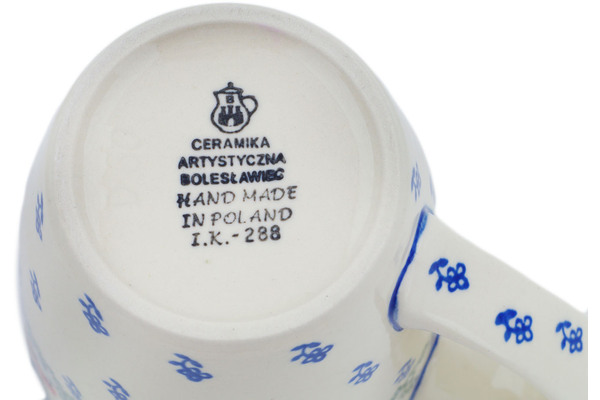 B
CERAMIKA
ARTYSTYCZNA
BOLESŁAWIEC
HAND MADE
IN POLAND
I.K.-288